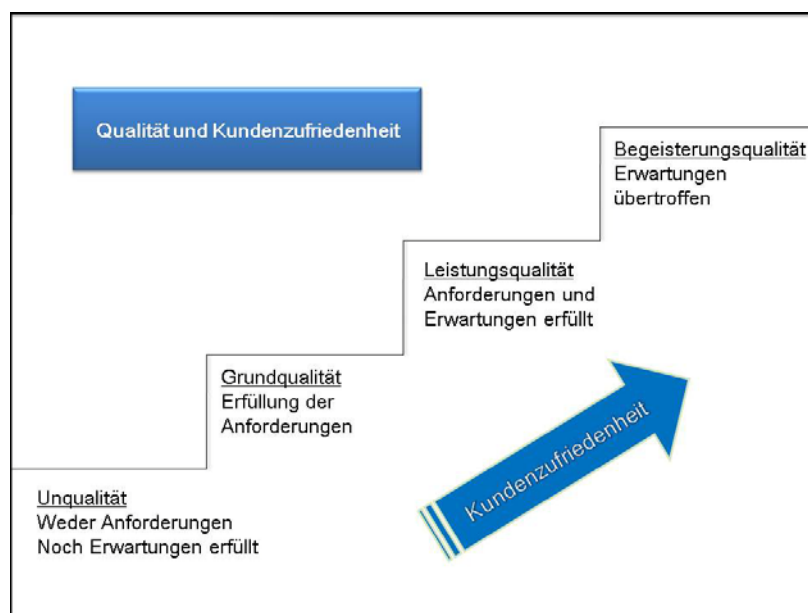 Qualität und Kundenzufriedenheit
Begeisterungsqualität
Erwartungen
übertroffen
Leistungsqualität
Anforderungen und
Erwartungen erfüllt
Grundqualität
Erfüllung der
Anforderungen
Unqualität
Weder Anforderungen
Noch Erwartungen erfüllt
Kundenzufriedenheit